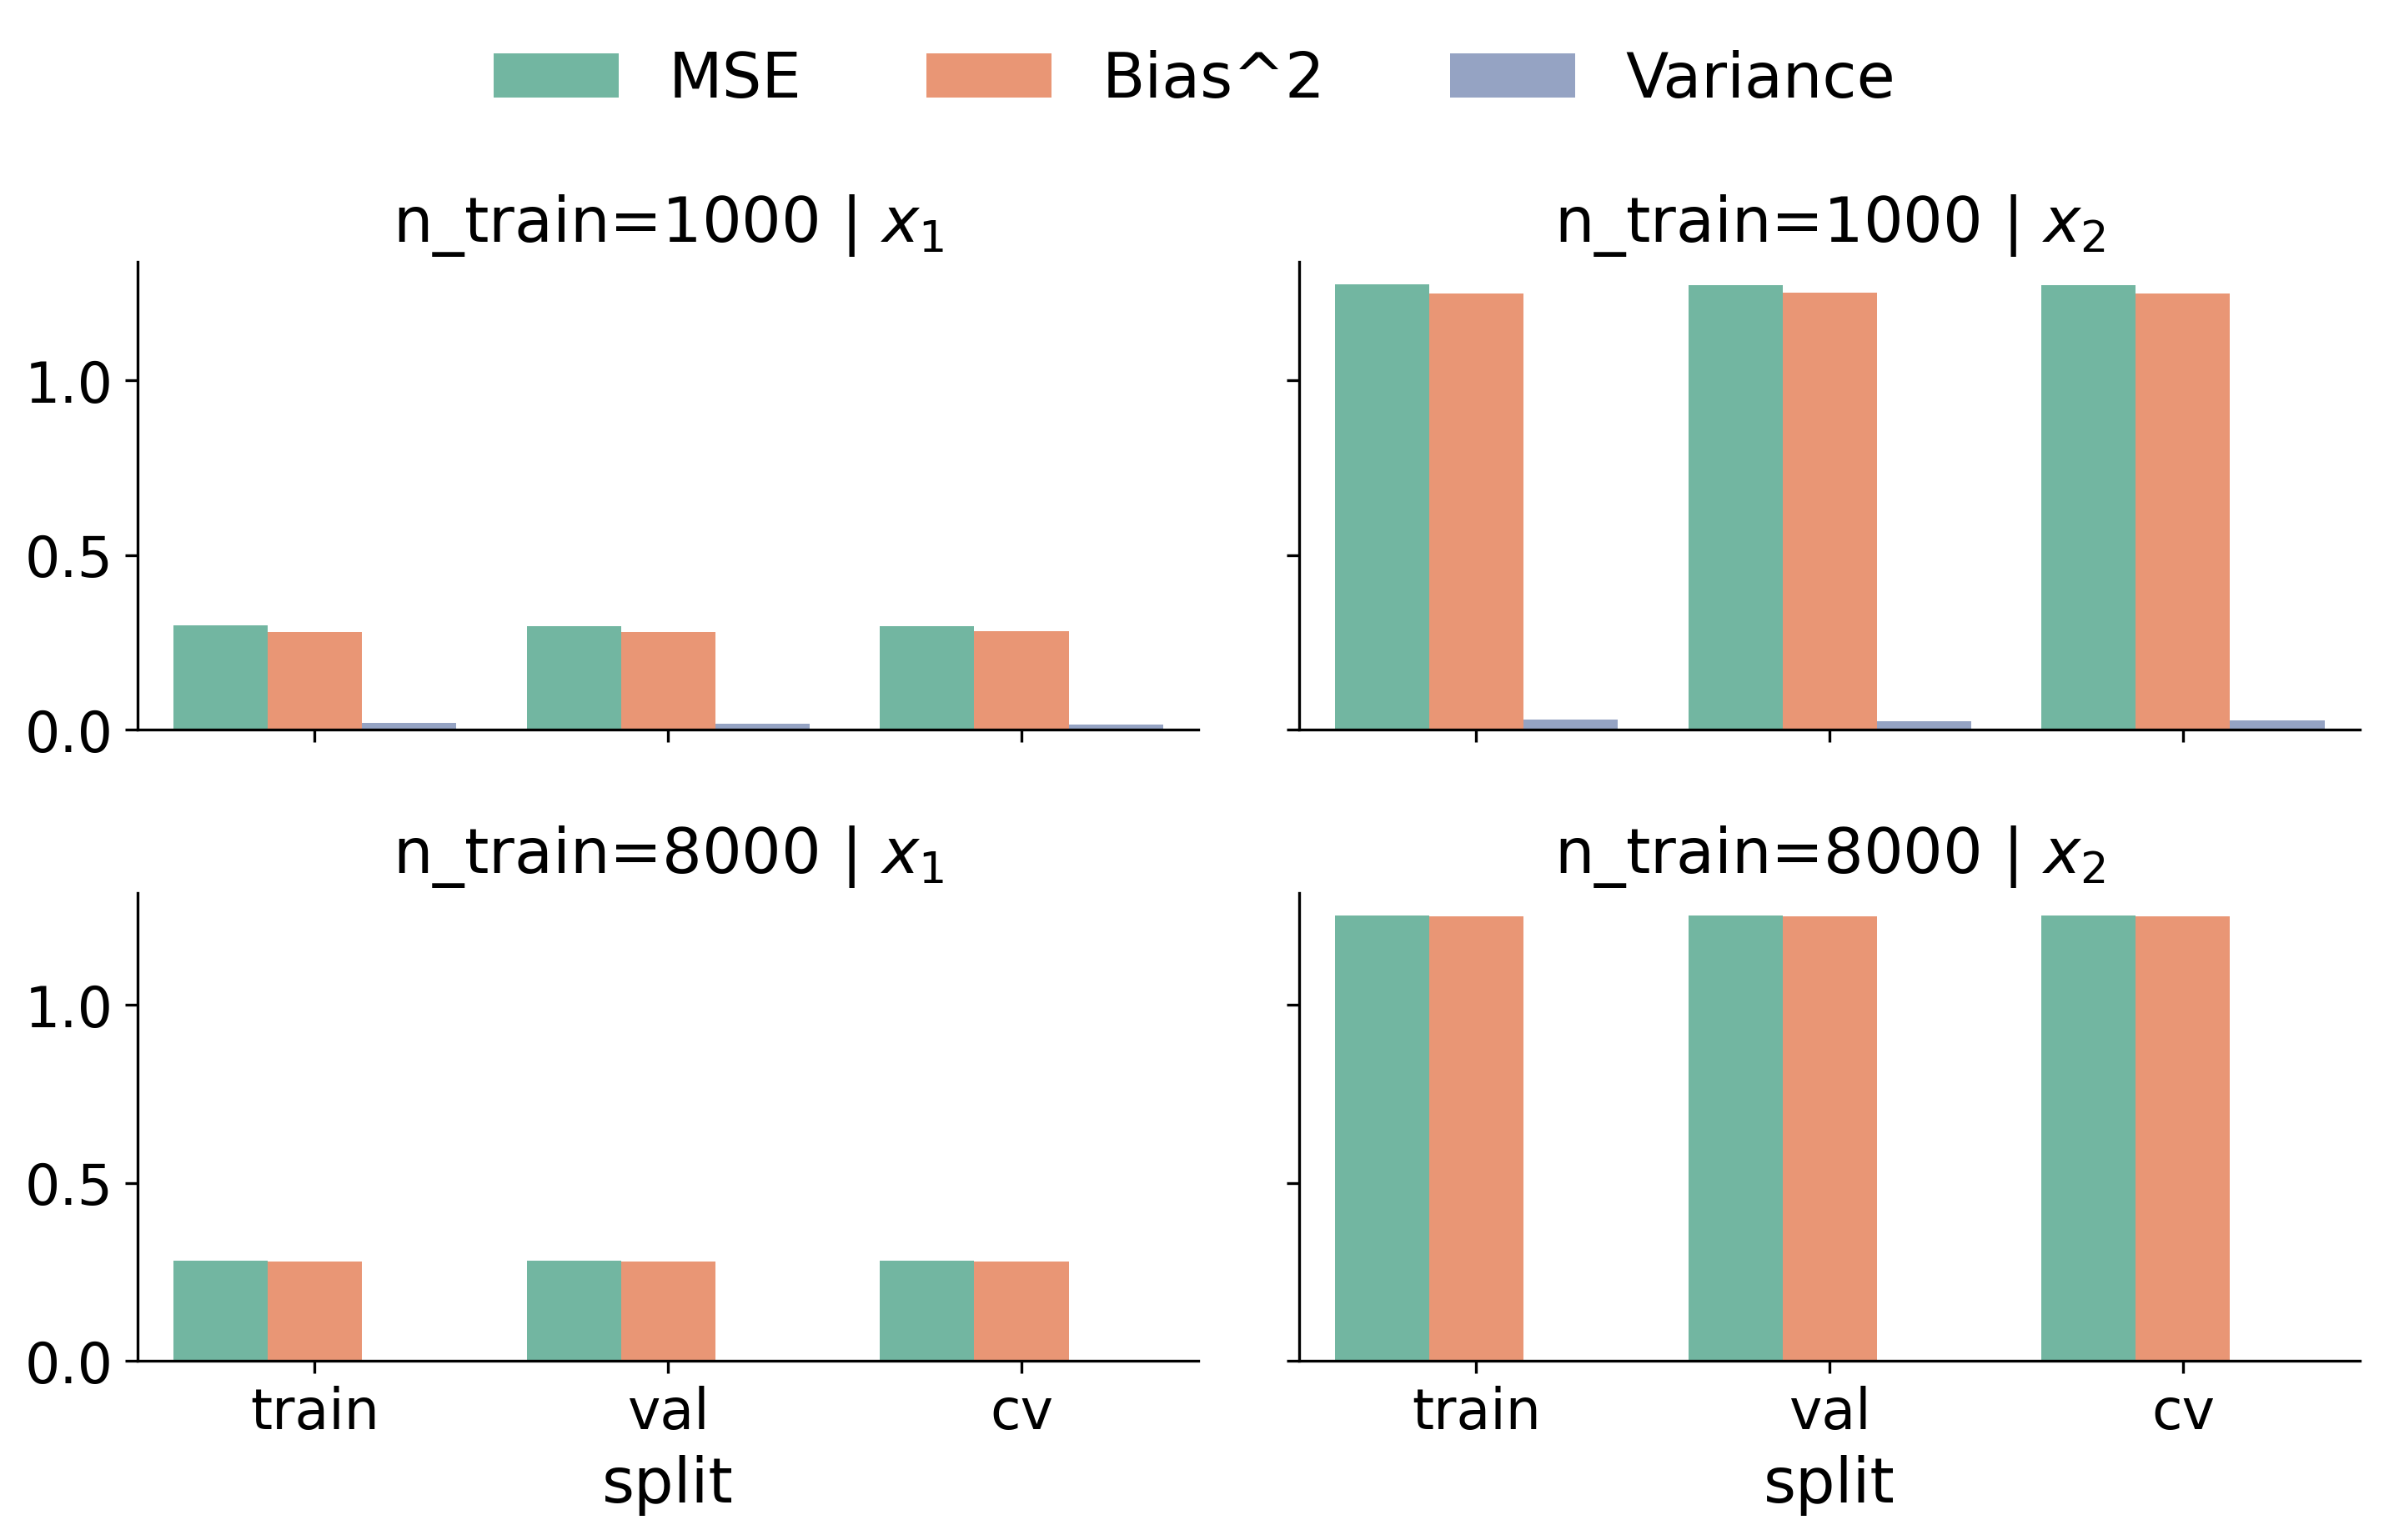 MSE Bias^2 Variance
n_train=1000 | x₁
n_train=1000 | x₂
1.0
0.5
0.0
n_train=8000 | x₁
n_train=8000 | x₂
1.0
0.5
0.0
train val cv
train val cv
split
split